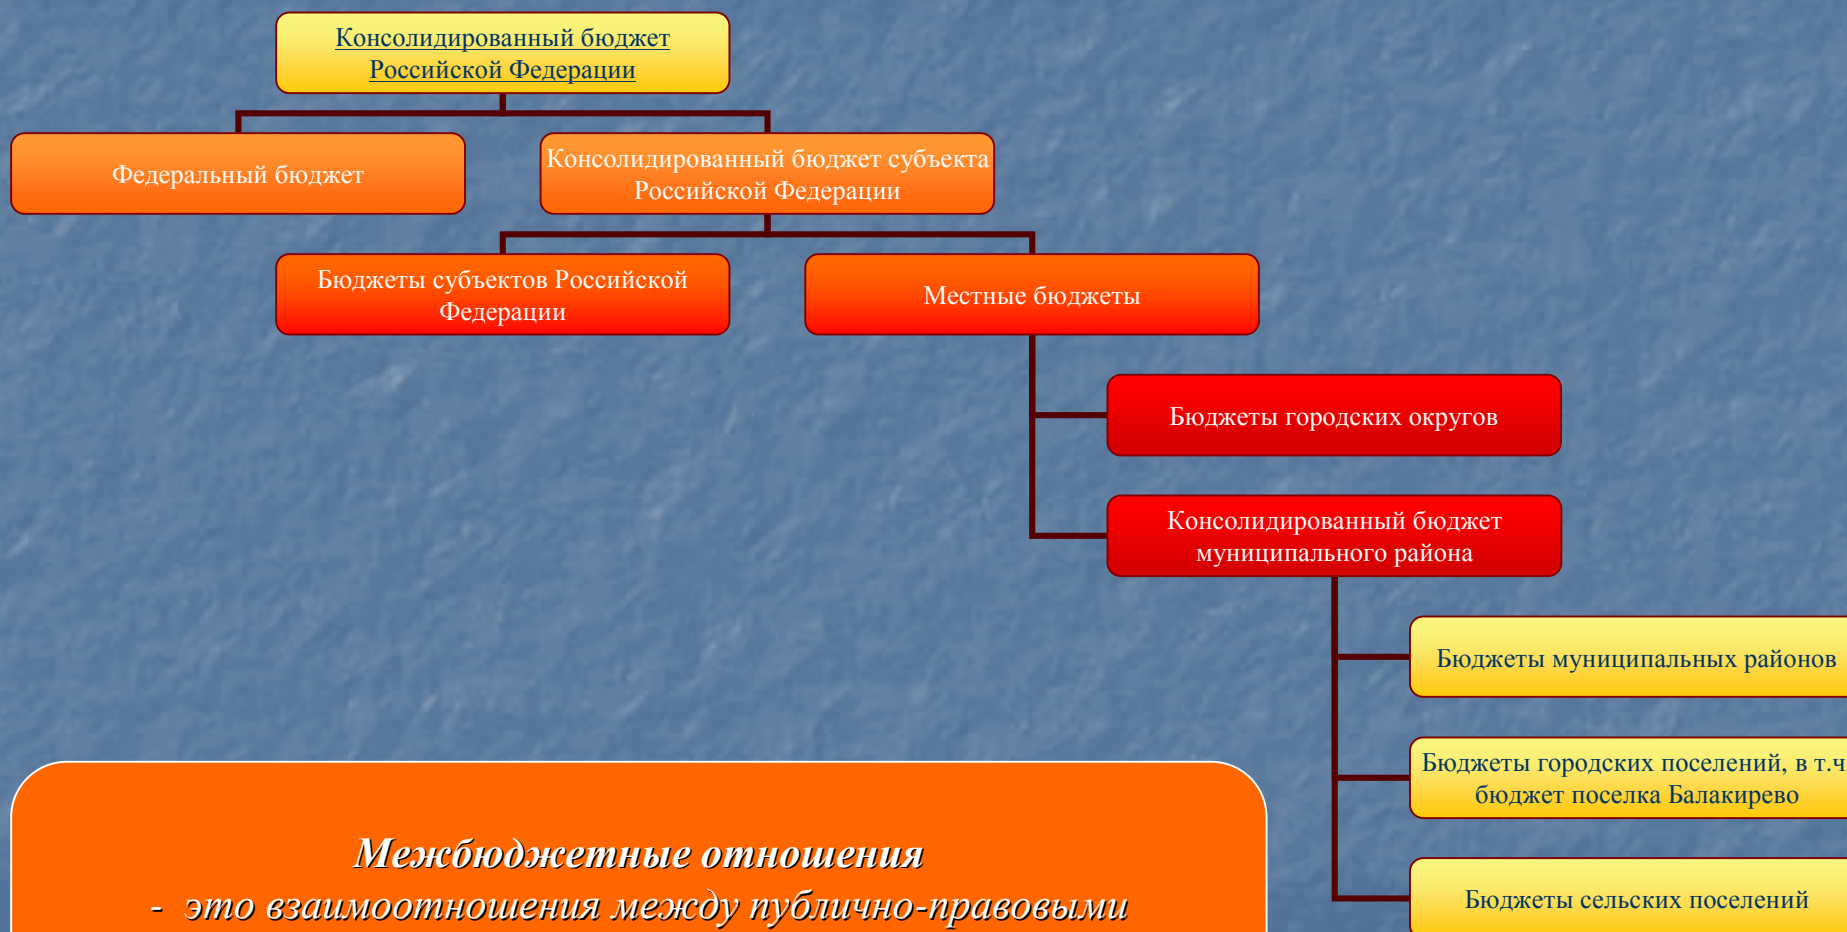 Консолидированный бюджет
Российской Федерации
Федеральный бюджет
Консолидированный бюджет субъекта
Российской Федерации
Бюджеты субъектов Российской
Федерации
Местные бюджеты
Бюджеты городских округов
Консолидированный бюджет
муниципального района
Бюджеты муниципальных районов
Бюджеты городских поселений, в т.ч
бюджет поселка Балакирево
Бюджеты сельских поселений
Межбюджетные отношения
- это взаимоотношения между публично-правовыми